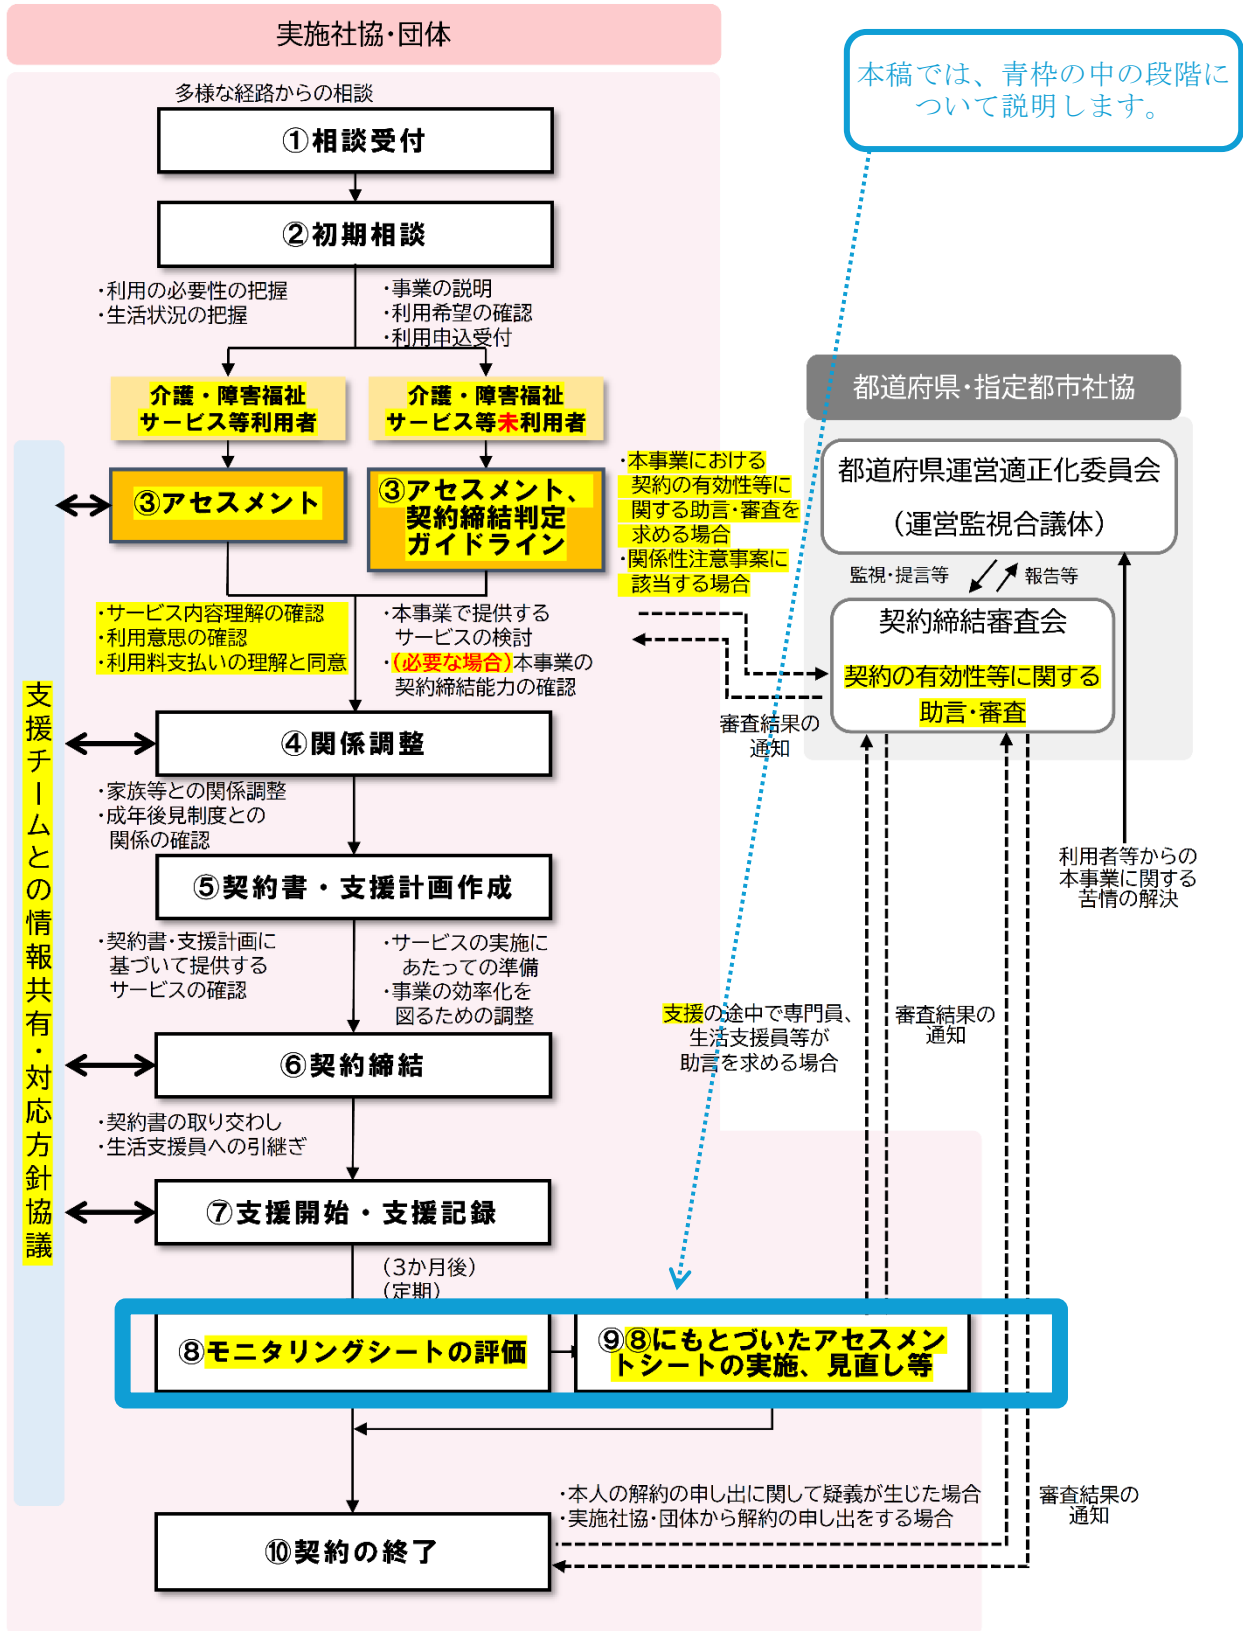 実施社協・団体
本稿では、青枠の中の段階に
ついて説明します。
多様な経路からの相談
①相談受付
②初期相談
・利用の必要性の把握
・生活状況の把握
・事業の説明
・利用希望の確認
・利用申込受付
介護・障害福祉
サービス等利用者
介護・障害福祉
サービス等未利用者
③アセスメント
③アセスメント、
契約締結判定
ガイドライン
・本事業における
契約の有効性等に
関する助言・審査を
求める場合
・関係性注意事案に
該当する場合
都道府県・指定都市社協
都道府県運営適正化委員会
（運営監視合議体）
監視・提言等
報告等
契約締結審査会
契約の有効性等に関する
助言・審査
・サービス内容理解の確認
・利用意思の確認
・利用料支払いの理解と同意
・本事業で提供する
サービスの検討
・（必要な場合）本事業の
契約締結能力の確認
審査結果の
通知
支援チームとの情報共有・対応方針協議
④関係調整
・家族等との関係調整
・成年後見制度との
関係の確認
利用者等からの
本事業に関する
苦情の解決
⑤契約書・支援計画作成
・契約書・支援計画に
基づいて提供する
サービスの確認
・サービスの実施に
あたっての準備
・事業の効率化を
図るための調整
支援の途中で専門員、
生活支援員等が
助言を求める場合
審査結果の
通知
⑥契約締結
・契約書の取り交わし
・生活支援員への引継ぎ
⑦支援開始・支援記録
（３か月後）
（定期）
⑧モニタリングシートの評価
⑨⑧にもとづいたアセスメン
トシートの実施、見直し等
・本人の解約の申し出に関して疑義が生じた場合
・実施社協・団体から解約の申し出をする場合
審査結果の
通知
⑩契約の終了